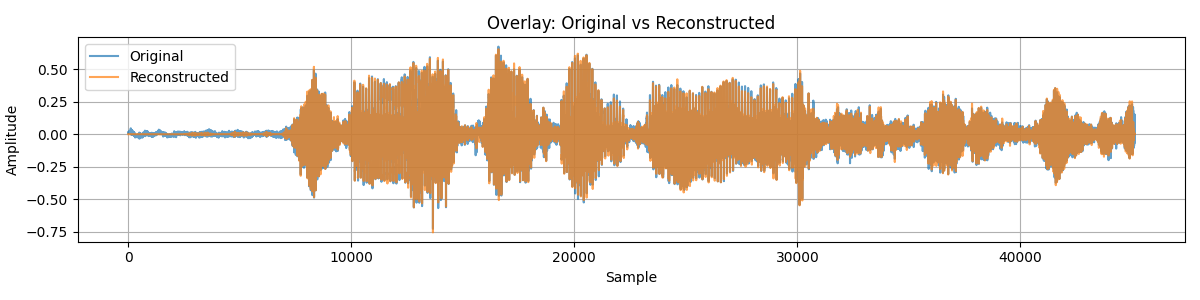 Overlay: Original vs Reconstructed
Original
Reconstructed
Amplitude
0.50
0.25
0.00
−0.25
−0.50
−0.75
0 10000 20000 30000 40000
Sample